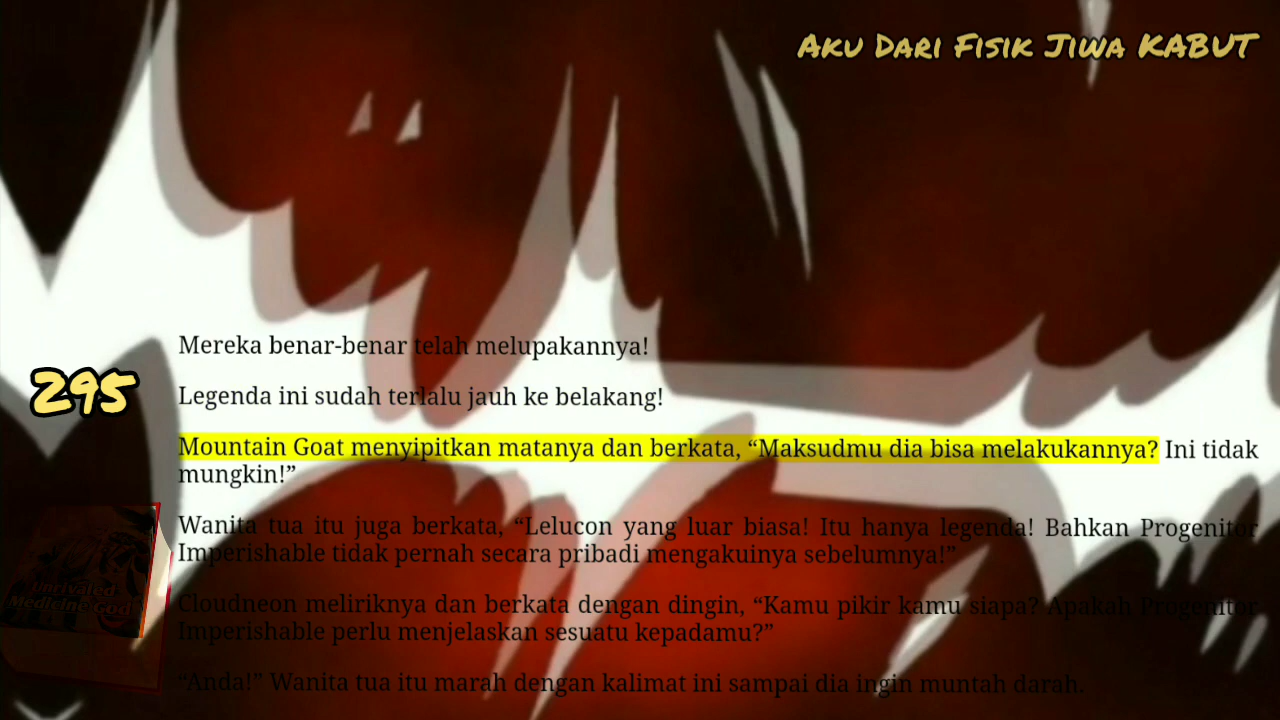 Aku Dari Fisik Jiwa KABUT
Mereka benar-benar telah melupakannya!
295
Legenda ini sudah terlalu jauh ke belakang!
Mountain Goat menyipitkan matanya dan berkata, “Maksudmu dia bisa melakukannya? Ini tidak
mungkin!”
Wanita tua itu juga berkata, “Lelucon yang luar biasa! Itu hanya legenda! Bahkan Progenitor
Imperishable tidak pernah secara pribadi mengakuinya sebelumnya!”
Unrivaled
Medicine God
Cloudneon meliriknya dan berkata dengan dingin, “Kamu pikir kamu siapa? Apakah Progenitor
Imperishable perlu menjelaskan sesuatu kepadamu?”
“Anda!” Wanita tua itu marah dengan kalimat ini sampai dia ingin muntah darah.